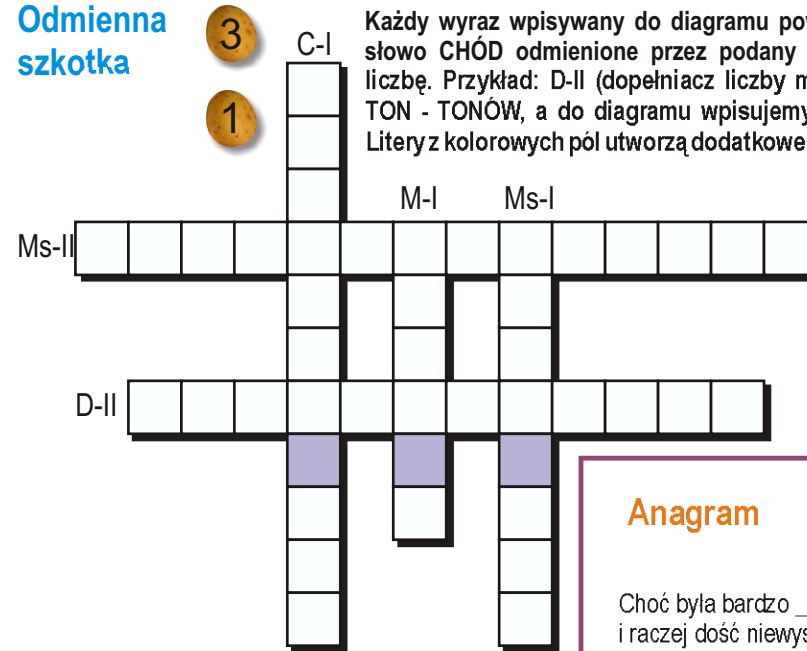 Odmienna
szkotka
3
1
C-I
Każdy wyraz wpisywany do diagramu
słowo CHÓD odmienione przez podany
liczbę. Przykład: D-II (dopełniacz liczby
TON - TONÓW, a do diagramu wpisujemy
Litery z kolorowych pól utworzą dodatkowe
M-I
Ms-I
Ms-II
D-II
Anagram
Choć była bardzo _
i raczej dość